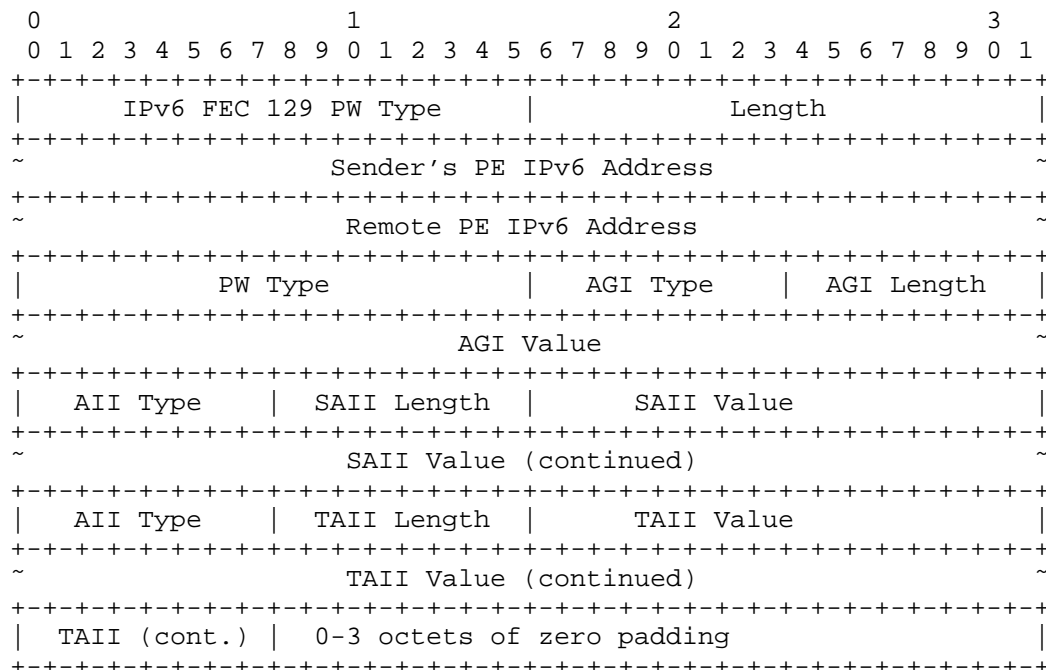 0                   1                   2                   3
 0 1 2 3 4 5 6 7 8 9 0 1 2 3 4 5 6 7 8 9 0 1 2 3 4 5 6 7 8 9 0 1
+-+-+-+-+-+-+-+-+-+-+-+-+-+-+-+-+-+-+-+-+-+-+-+-+-+-+-+-+-+-+-+-+
|      IPv6 FEC 129 PW Type     |            Length             |
+-+-+-+-+-+-+-+-+-+-+-+-+-+-+-+-+-+-+-+-+-+-+-+-+-+-+-+-+-+-+-+-+
~                   Sender's PE IPv6 Address                    ~
+-+-+-+-+-+-+-+-+-+-+-+-+-+-+-+-+-+-+-+-+-+-+-+-+-+-+-+-+-+-+-+-+
~                    Remote PE IPv6 Address                     ~
+-+-+-+-+-+-+-+-+-+-+-+-+-+-+-+-+-+-+-+-+-+-+-+-+-+-+-+-+-+-+-+-+
|            PW Type            |   AGI Type    |  AGI Length   |
+-+-+-+-+-+-+-+-+-+-+-+-+-+-+-+-+-+-+-+-+-+-+-+-+-+-+-+-+-+-+-+-+
~                           AGI Value                           ~
+-+-+-+-+-+-+-+-+-+-+-+-+-+-+-+-+-+-+-+-+-+-+-+-+-+-+-+-+-+-+-+-+
|   AII Type    |  SAII Length  |      SAII Value               |
+-+-+-+-+-+-+-+-+-+-+-+-+-+-+-+-+-+-+-+-+-+-+-+-+-+-+-+-+-+-+-+-+
~                    SAII Value (continued)                     ~
+-+-+-+-+-+-+-+-+-+-+-+-+-+-+-+-+-+-+-+-+-+-+-+-+-+-+-+-+-+-+-+-+
|   AII Type    |  TAII Length  |      TAII Value               |
+-+-+-+-+-+-+-+-+-+-+-+-+-+-+-+-+-+-+-+-+-+-+-+-+-+-+-+-+-+-+-+-+
~                    TAII Value (continued)                     ~
+-+-+-+-+-+-+-+-+-+-+-+-+-+-+-+-+-+-+-+-+-+-+-+-+-+-+-+-+-+-+-+-+
|  TAII (cont.) |  0-3 octets of zero padding                   |
+-+-+-+-+-+-+-+-+-+-+-+-+-+-+-+-+-+-+-+-+-+-+-+-+-+-+-+-+-+-+-+-+